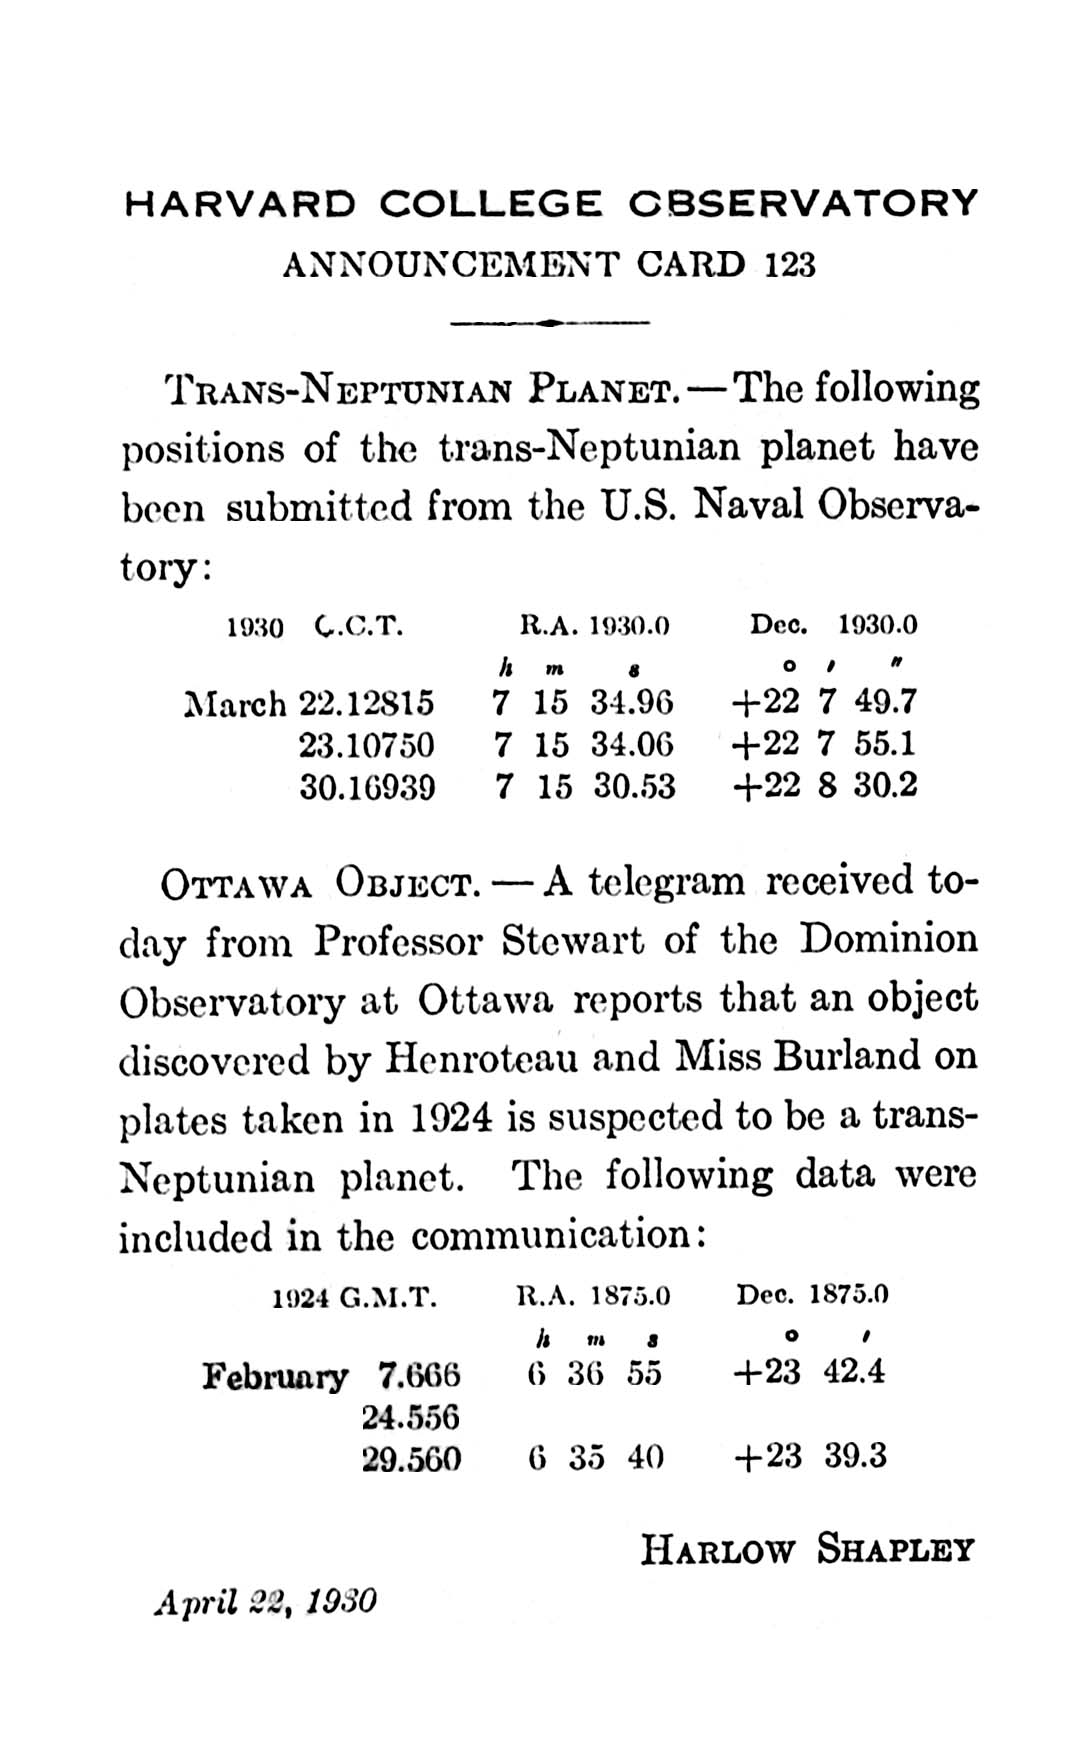 HARVARD COLLEGE OBSERVATORY
ANNOUNCEMENT CARD 123
TRANS-NEPTUNIAN PLANET.—The following
positions of the trans-Neptunian planet have
been submitted from the U.S. Naval Observa-
tory:
1930 G.C.T. R.A. 1930.0 Dec. 1930.0
h m s ° ′ ″
March 22.12815 7 15 34.96 +22 7 49.7
23.10750 7 15 34.06 +22 7 55.1
30.16939 7 15 30.53 +22 8 30.2
OTTAWA OBJECT.—A telegram received to-
day from Professor Stewart of the Dominion
Observatory at Ottawa reports that an object
discovered by Henroteau and Miss Burland on
plates taken in 1924 is suspected to be a trans-
Neptunian planet. The following data were
included in the communication:
1924 G.M.T. R.A. 1875.0 Dec. 1875.0
h m s ° ′
February 7.666 6 36 55 +23 42.4
24.556
29.560 6 35 40 +23 39.3
HARLOW SHAPLEY
April 22, 1930